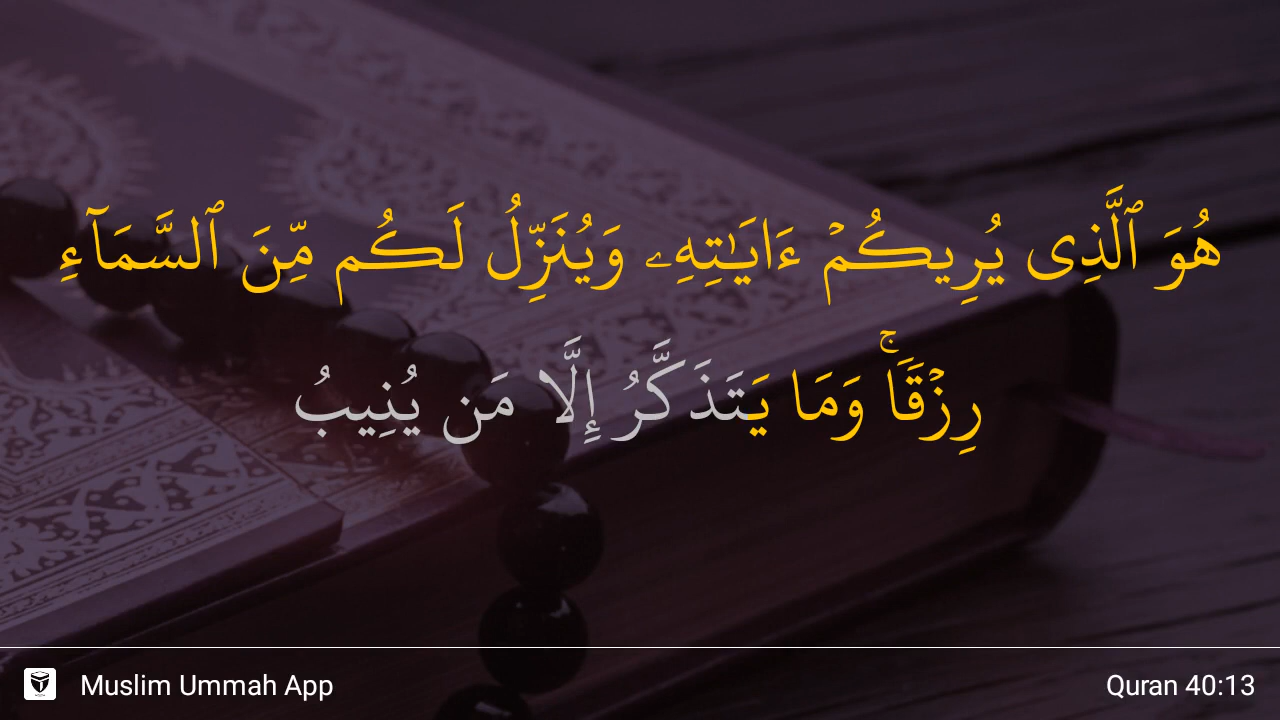 هُوَ ٱلَّذِى يُرِيكُمْ ءَايَـٰتِهِۦ وَيُنَزِّلُ لَكُم مِّنَ ٱلسَّمَآءِ
رِزْقًۭا ۚ وَمَا يَتَذَكَّرُ إِلَّا مَن يُنِيبُ
Muslim Ummah App
Quran 40:13